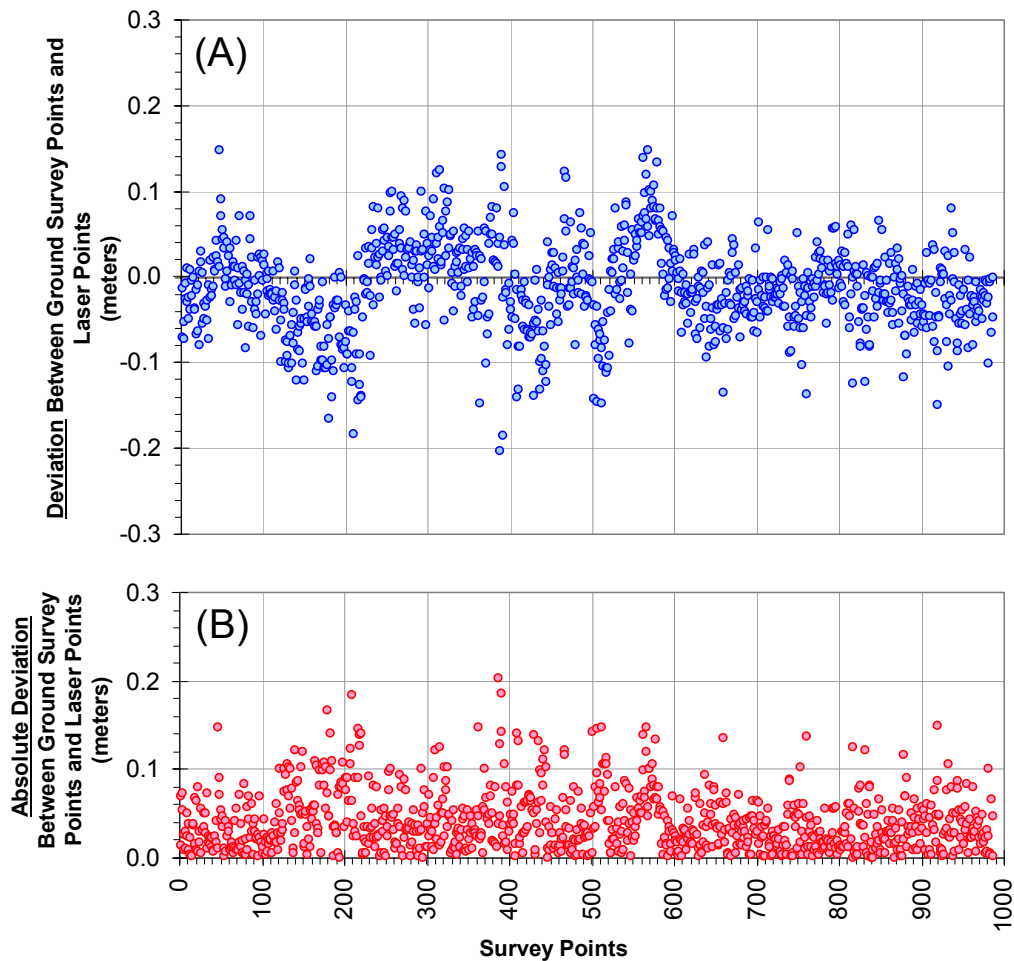 (A)
Deviation Between Ground Survey Points and
Laser Points
(meters)
0.3
0.2
0.1
0.0
-0.1
-0.2
-0.3
(B)
Absolute Deviation
Between Ground Survey
Points and Laser Points
(meters)
0.3
0.2
0.1
0.0
0
100
200
300
400
500
600
700
800
900
1000
Survey Points